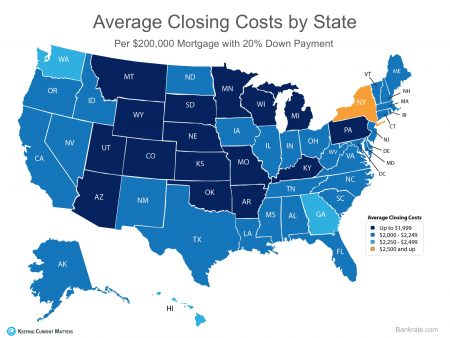 Average Closing Costs by State
Per $200,000 Mortgage with 20% Down Payment
WA
MT
ND
MN
VT
ME
OR
ID
SD
WI
MI
NY
NH
MA
WY
RI
CT
NE
IA
PA
NJ
NV
UT
CO
IL
IN
OH
DE
CA
KS
MO
WV
VA
MD
KY
DC
AZ
NM
OK
AR
TN
NC
SC
MS
AL
GA
TX
LA
FL
AK
HI
Average Closing Costs
Up to $1,999
$2,000 - $2,249
$2,250 - $2,499
$2,500 and up
KEEPING CURRENT MATTERS
Bankrate.com